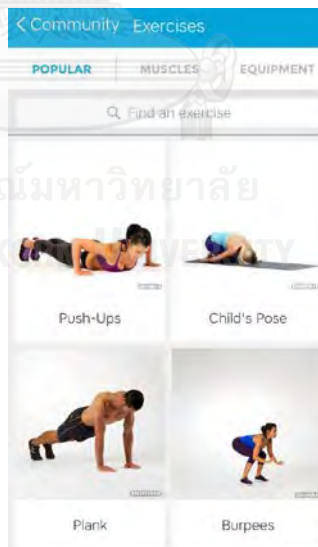 < Community Exercises
POPULAR MUSCLES EQUIPMENT
Find an exercise
Push-Ups Child's Pose
Plank Burpees